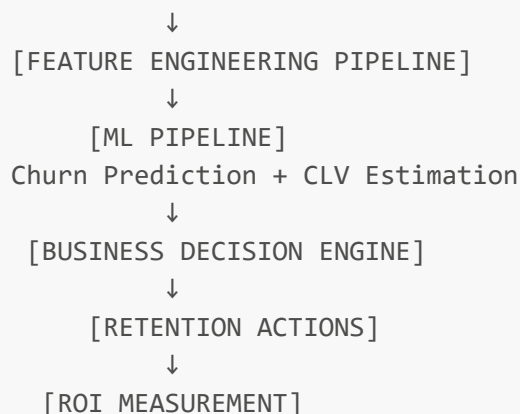 ↓
[FEATURE ENGINEERING PIPELINE]
↓
[ML PIPELINE]
Churn Prediction + CLV Estimation
↓
[BUSINESS DECISION ENGINE]
↓
[RETENTION ACTIONS]
↓
[ROI MEASUREMENT]